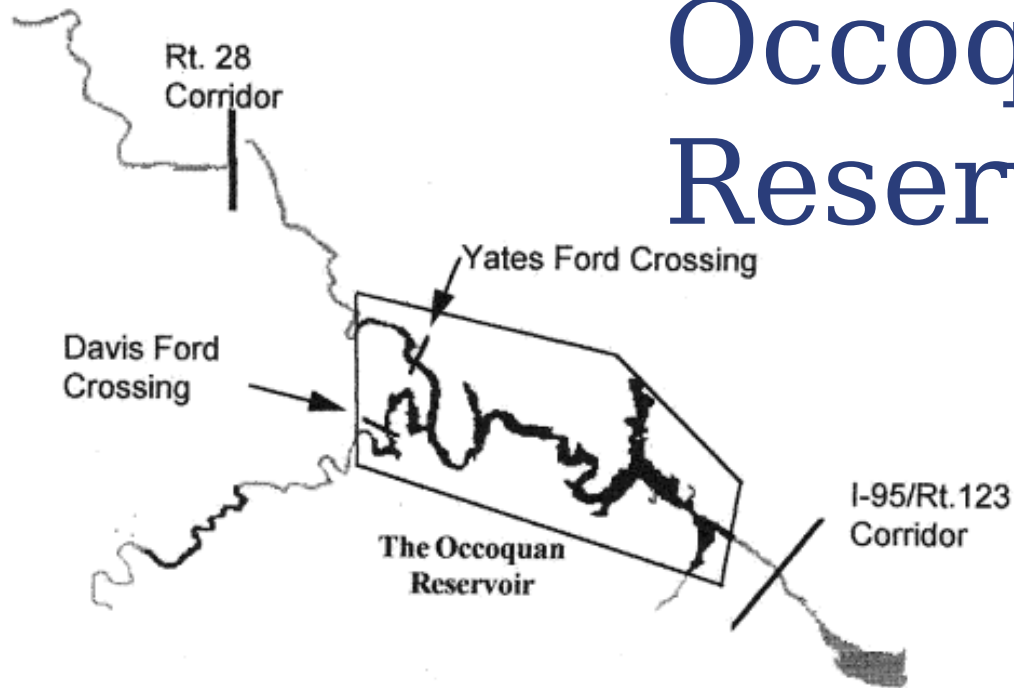 Occoq
Reser
Rt. 28
Corridor
Yates Ford Crossing
Davis Ford
Crossing
I-95/Rt.123
Corridor
The Occoquan
Reservoir